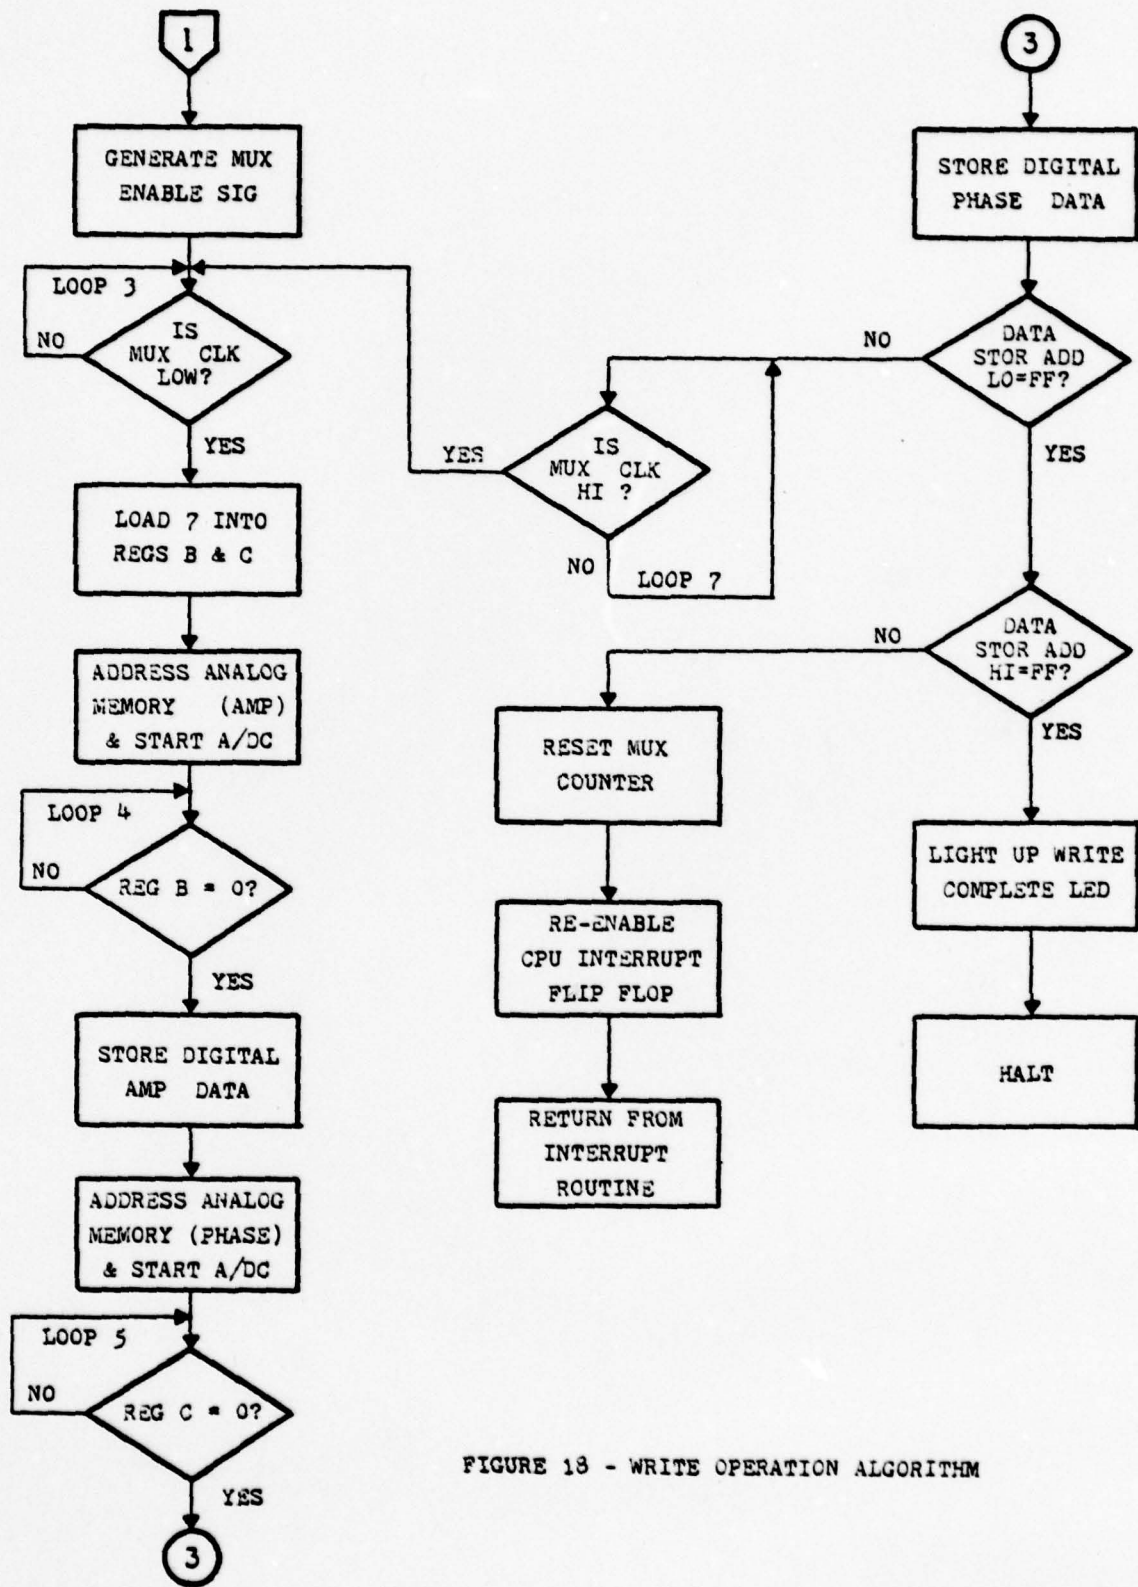 1
GENERATE MUX
ENABLE SIG
LOOP 3
NO
IS
MUX CLK
LOW?
YES
LOAD 7 INTO
REGS B & C
ADDRESS ANALOG
MEMORY (AMP)
& START A/DC
LOOP 4
NO
REG B = 0?
YES
STORE DIGITAL
AMP DATA
ADDRESS ANALOG
MEMORY (PHASE)
& START A/DC
LOOP 5
NO
REG C = 0?
YES
3
3
STORE DIGITAL
PHASE DATA
DATA
STOR ADD
LO=FF?
NO
YES
IS
MUX CLK
HI ?
YES
NO
LOOP 7
DATA
STOR ADD
HI=FF?
NO
YES
RESET MUX
COUNTER
RE-ENABLE
CPU INTERRUPT
FLIP FLOP
RETURN FROM
INTERRUPT
ROUTINE
LIGHT UP WRITE
COMPLETE LED
HALT
FIGURE 18 - WRITE OPERATION ALGORITHM